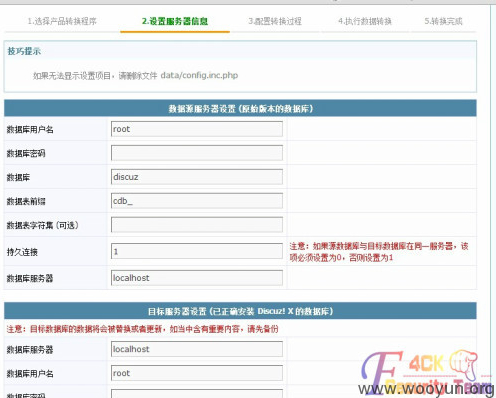 1.选择产品转换程序 2.设置服务器信息 3.配置转换过程 4.执行数据转换 5.转换完成
技巧提示
如果无法显示设置项目，请删除文件 data/config.inc.php
数据源服务器设置 (原始版本的数据库)
数据库用户名 root
数据库密码
数据库 discuz
数据表前缀 cdb_
数据表字符集 (可选)
持久连接 1 注意：如果源数据库与目标数据库在同一服务器，该
项必须设置为0，否则设置为1
数据库服务器 localhost
目标服务器设置 (已正确安装 Discuz! X 的数据库)
注意：目标数据库的数据将会被替换或者更新，如当中含有重要内容，请先备份
数据库服务器 localhost
数据库用户名 root
数据库密码
F4CK
Security Team
www.wooyun.org